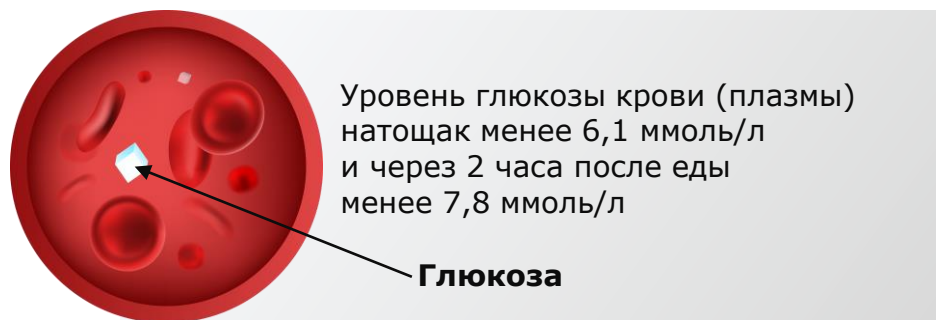 Уровень глюкозы крови (плазмы)
натощак менее 6,1 ммоль/л
и через 2 часа после еды
менее 7,8 ммоль/л
Глюкоза